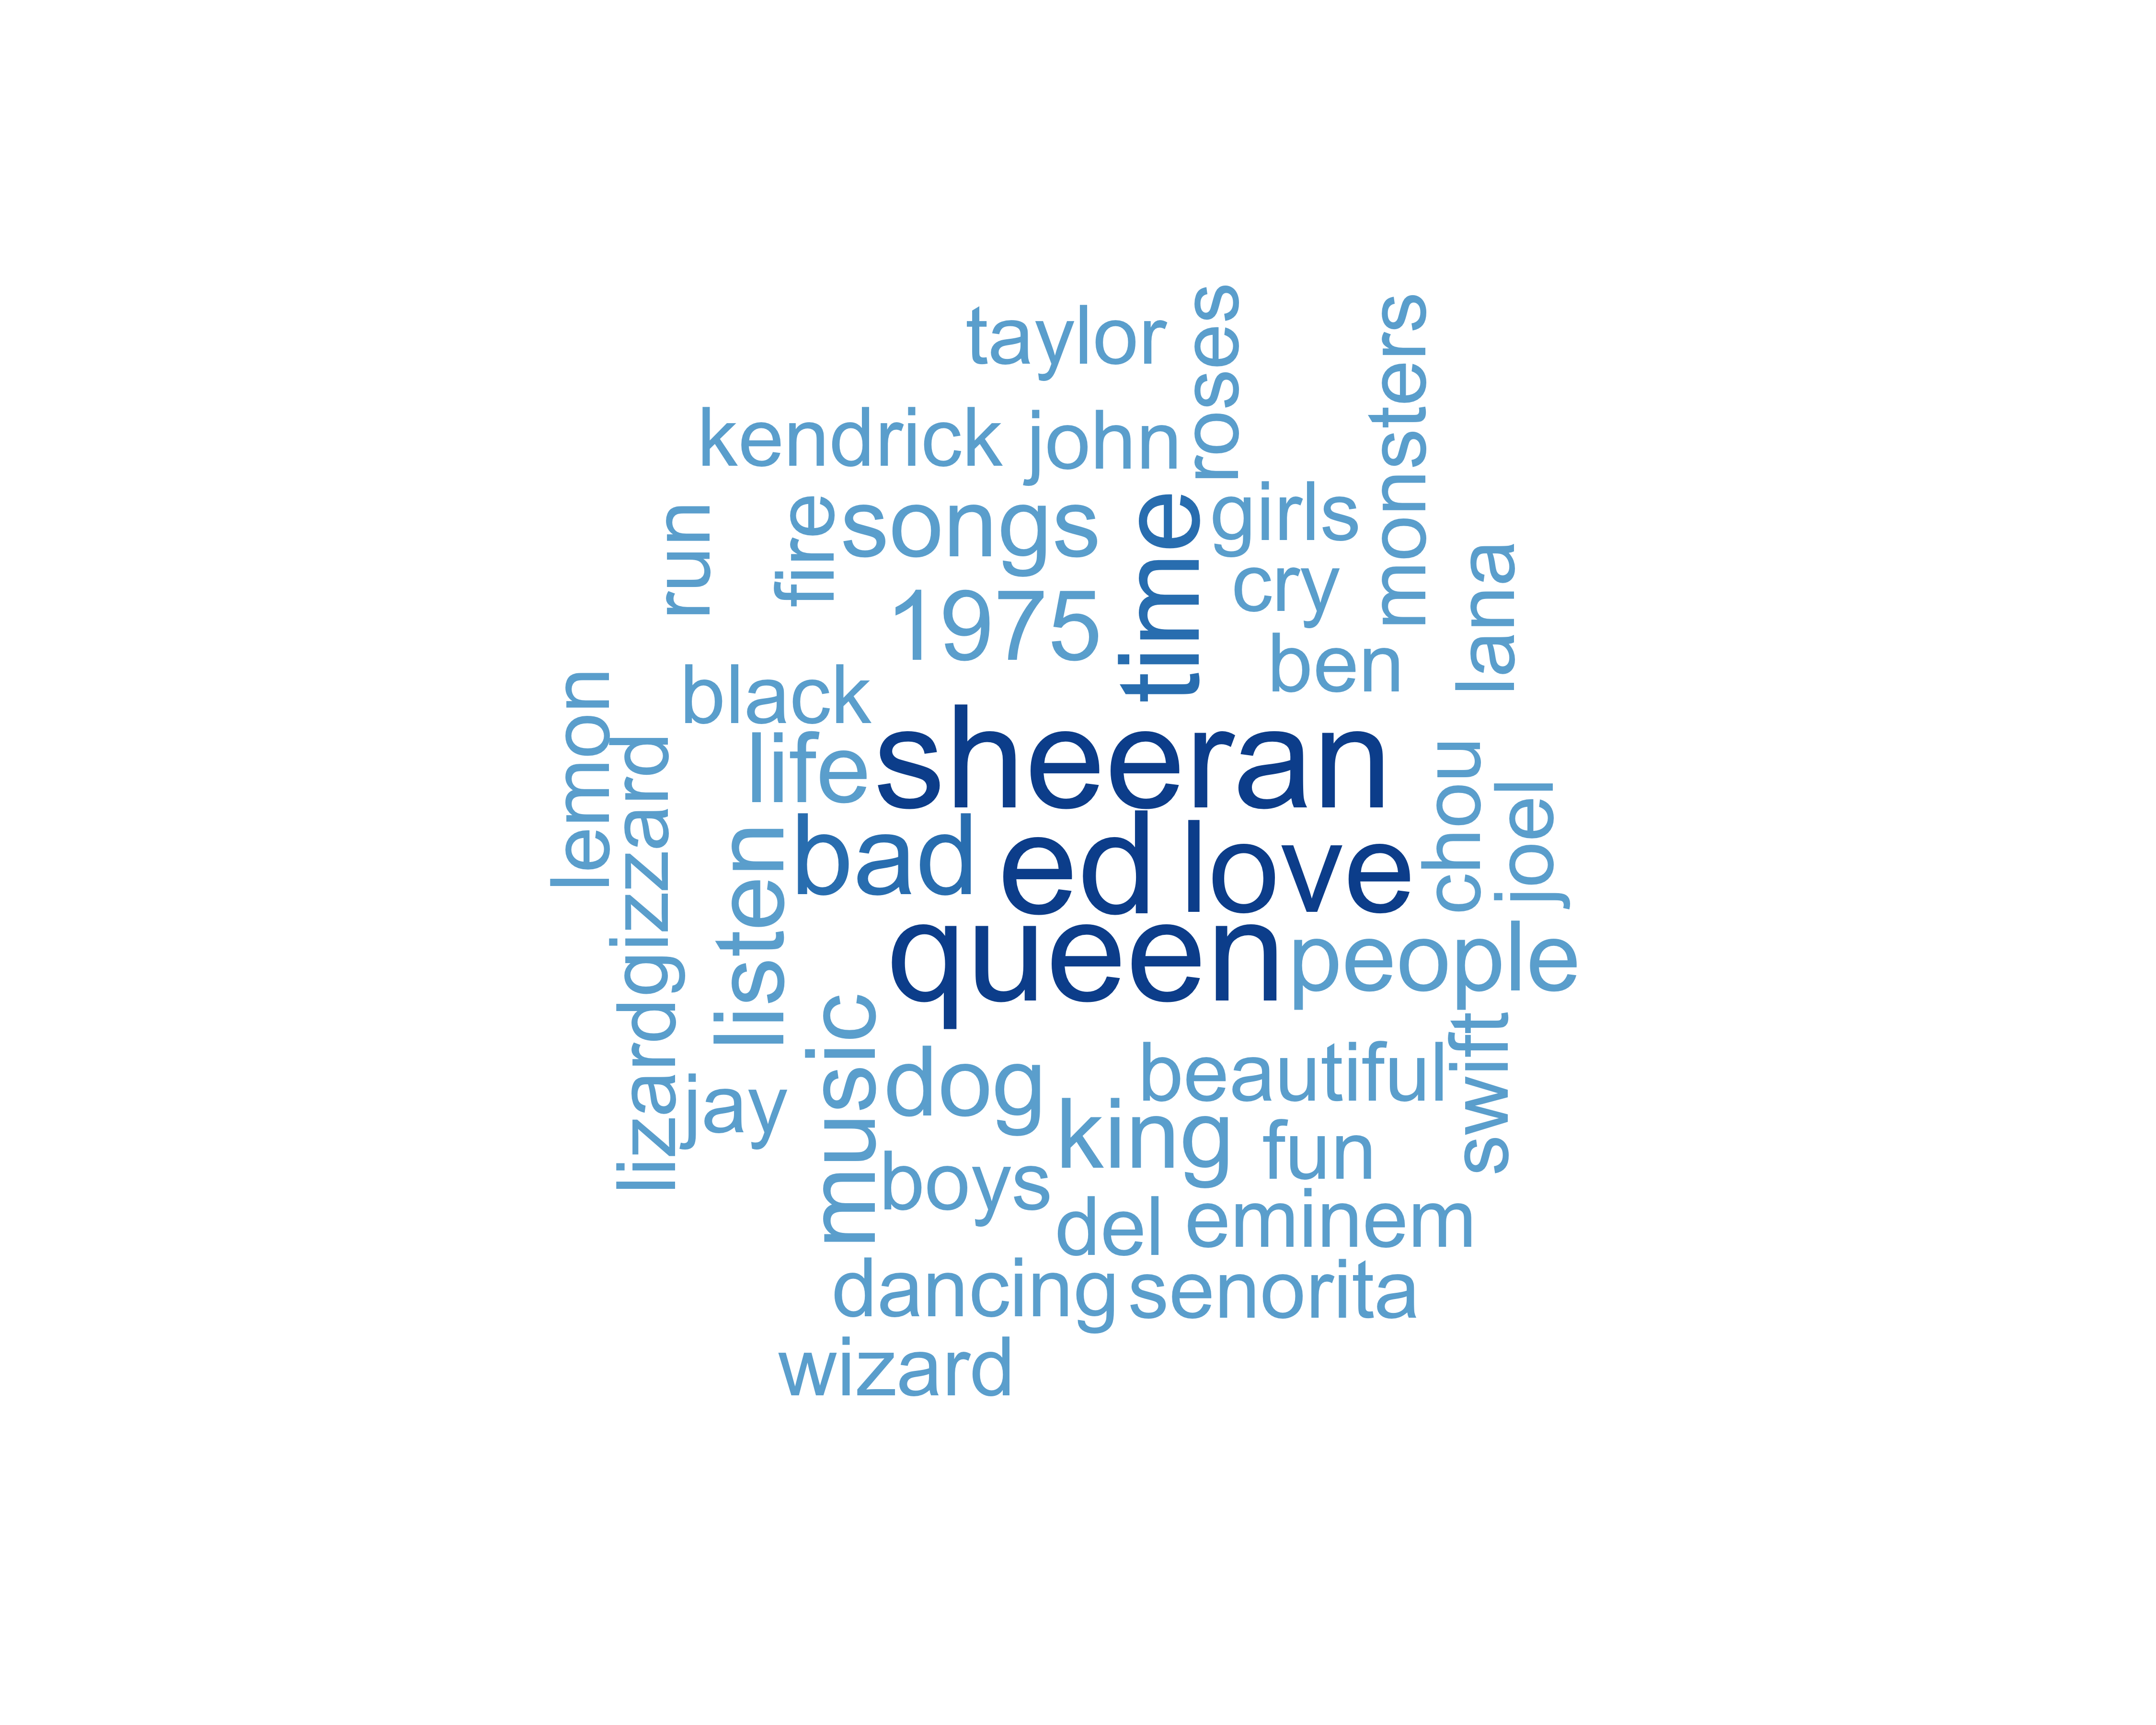 taylor
roses
monsters
kendrick john
run
fire
songs
time
girls
cry
lana
1975
ben
black
lemon
gizzard
life
sheeran
chou
joel
listen
bad
ed
love
queen
people
lizard
jay
music
dog
beautiful
swift
king
fun
boys
del
eminem
dancing
senorita
wizard